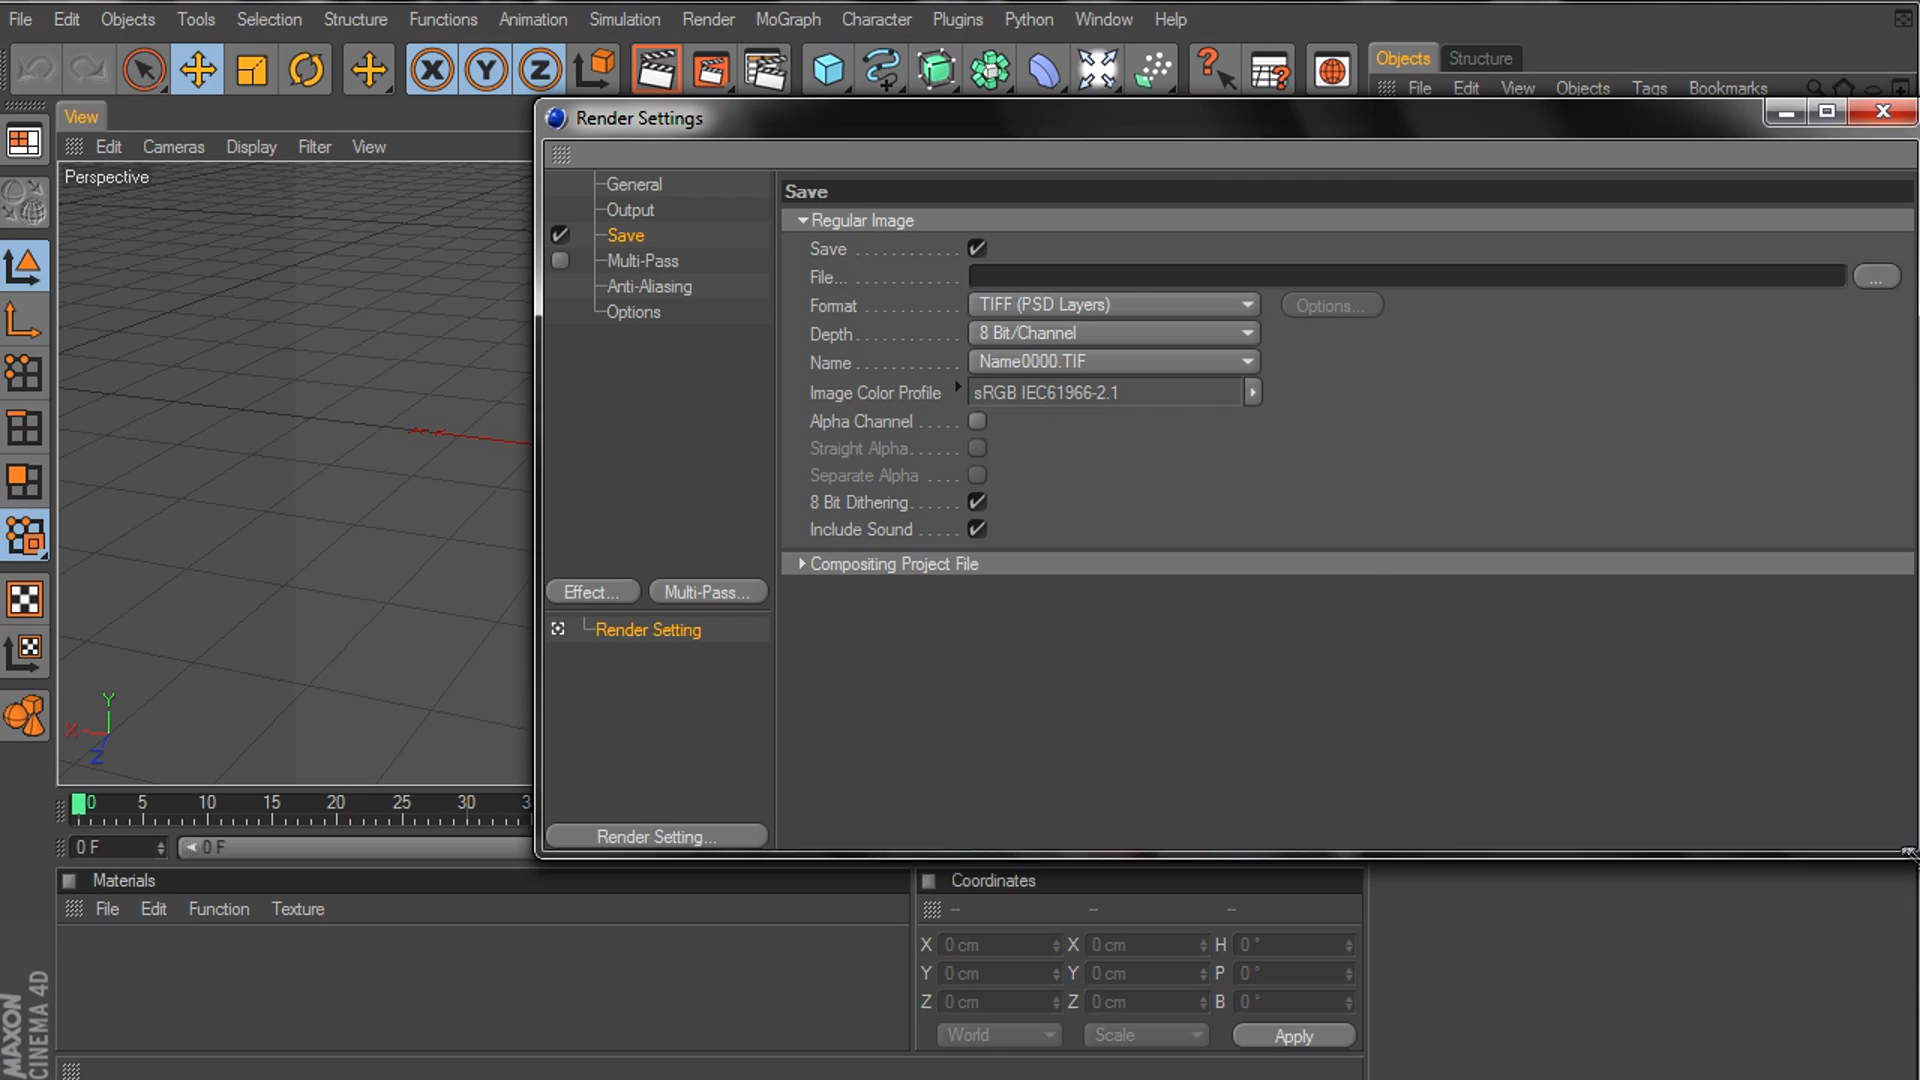 File Edit Objects Tools Selection Structure Functions Animation Simulation Render MoGraph Character Plugins Python Window Help
X Y Z
Objects Structure
File Edit View Objects Tags Bookmarks
View
Render Settings
Edit Cameras Display Filter View
Perspective
General
Output
Save
Multi-Pass
Anti-Aliasing
Options
Save
Regular Image
Save
File...
...
Format TIFF (PSD Layers) Options...
Depth 8 Bit/Channel
Name Name0000.TIF
Image Color Profile sRGB IEC61966-2.1
Alpha Channel
Straight Alpha
Separate Alpha
8 Bit Dithering
Include Sound
Compositing Project File
Effect... Multi-Pass...
Render Setting
Y
X
Z
0 5 10 15 20 25 30 3
0 F 0 F
Render Setting...
Materials
File Edit Function Texture
Coordinates
-- -- --
X 0 cm X 0 cm H 0 °
Y 0 cm Y 0 cm P 0 °
Z 0 cm Z 0 cm B 0 °
World Scale Apply
MAXON
CINEMA 4D